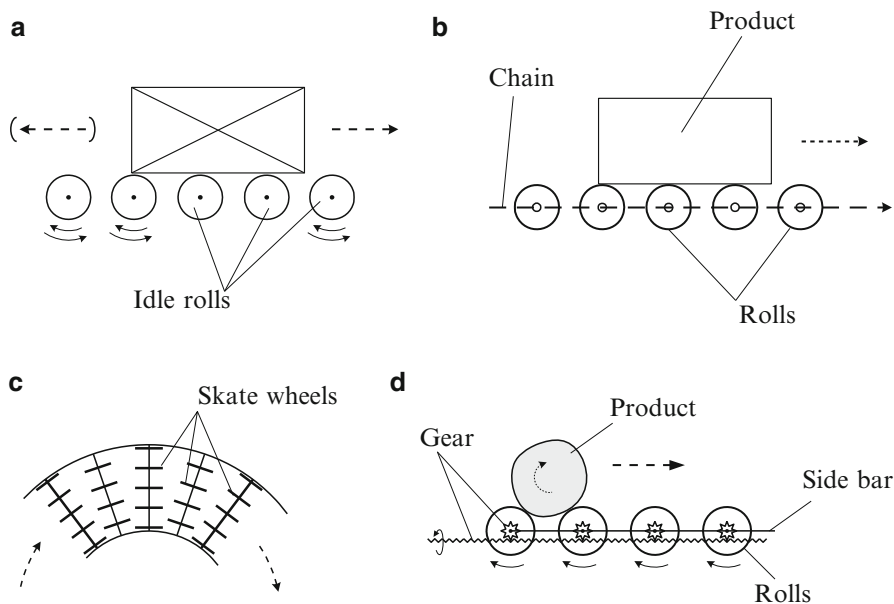 a
Idle rolls
b
Product
Chain
Rolls
c
Skate wheels
d
Product
Gear
Side bar
Rolls